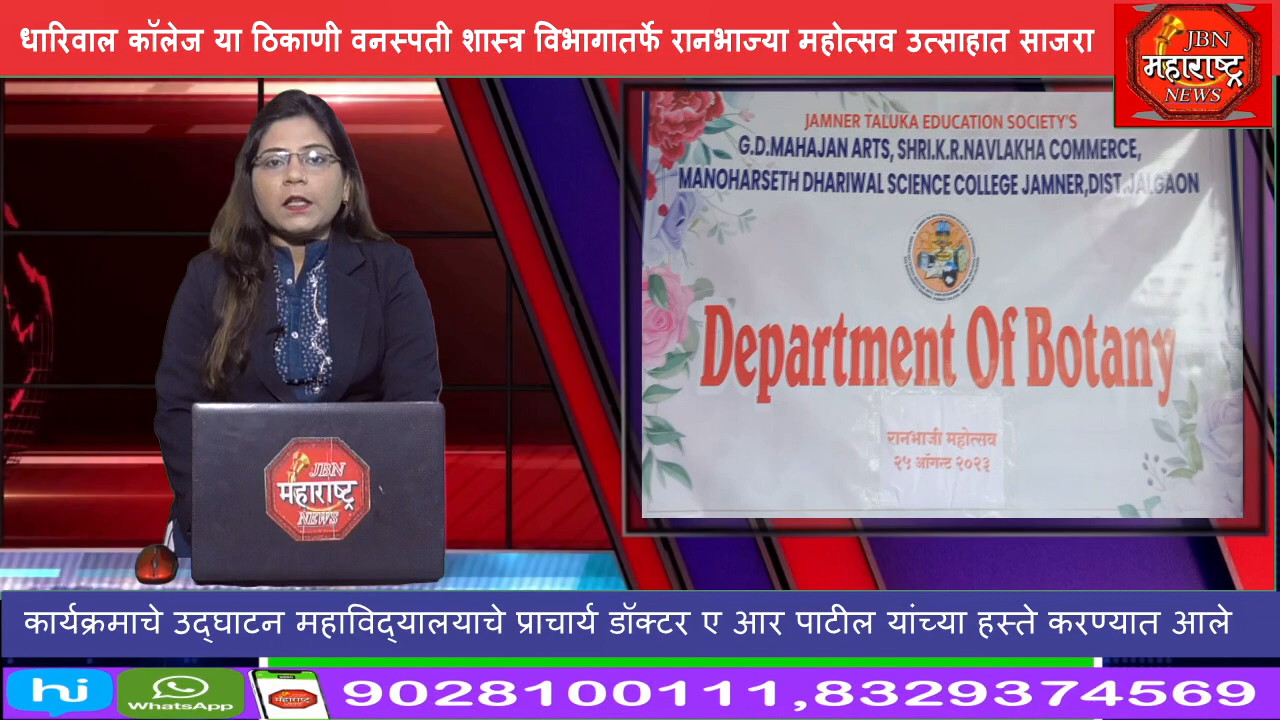 धारिवाल कॉलेज या ठिकाणी वनस्पती शास्त्र विभागातर्फे रानभाज्या महोत्सव उत्साहात साजरा
JBN
महाराष्ट्र
NEWS
JAMNER TALUKA EDUCATION SOCIETY'S
G.D.MAHAJAN ARTS, SHRI.K.R.NAVLAKHA COMMERCE,
MANOHARSETH DHARIWAL SCIENCE COLLEGE JAMNER,DIST.JALGAON
Department Of Botany
रानभाजी महोत्सव
२५ ऑगस्ट २०२३
JBN
महाराष्ट्र
NEWS
कार्यक्रमाचे उद्‌घाटन महाविद्‌यालयाचे प्राचार्य डॉक्टर ए आर पाटील यांच्या हस्ते करण्यात आले
hi
WhatsApp
महाराष्ट्र
9028100111,8329374569